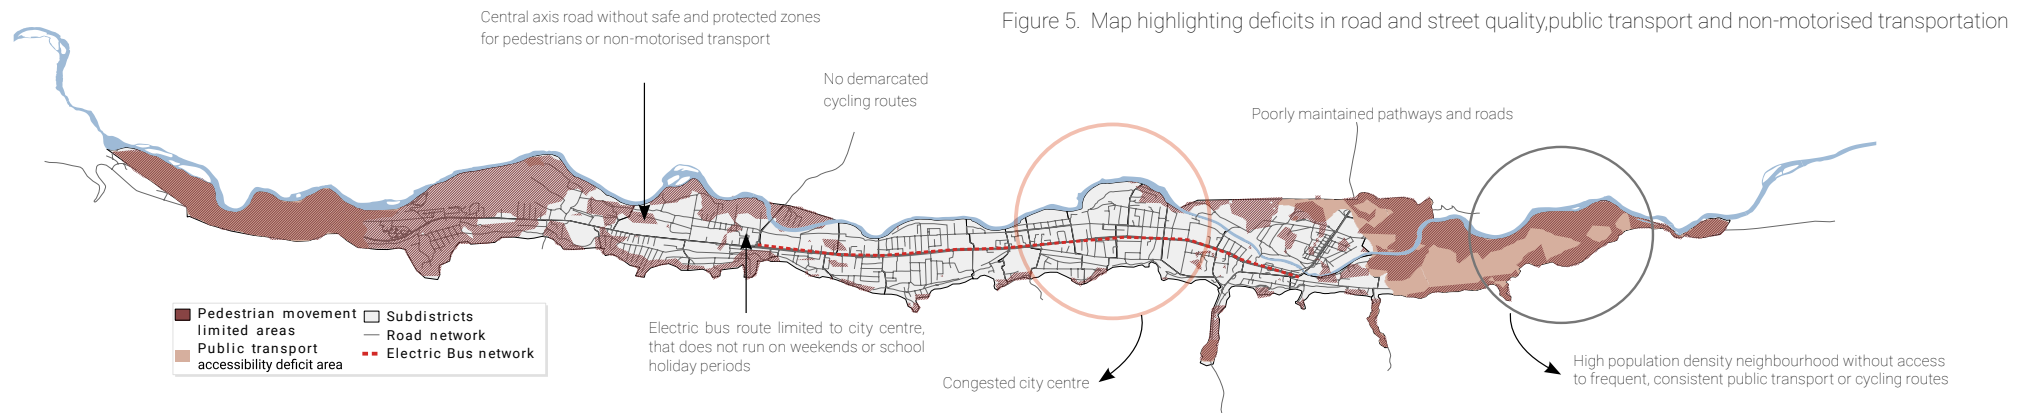 Central axis road without safe and protected zones
for pedestrians or non-motorised transport
Figure 5. Map highlighting deficits in road and street quality,public transport and non-motorised transportation
No demarcated
cycling routes
Poorly maintained pathways and roads
Pedestrian movement
limited areas
Public transport
accessibility deficit area
Subdistricts
Road network
Electric Bus network
Electric bus route limited to city centre,
that does not run on weekends or school
holiday periods
Congested city centre
High population density neighbourhood without access
to frequent, consistent public transport or cycling routes